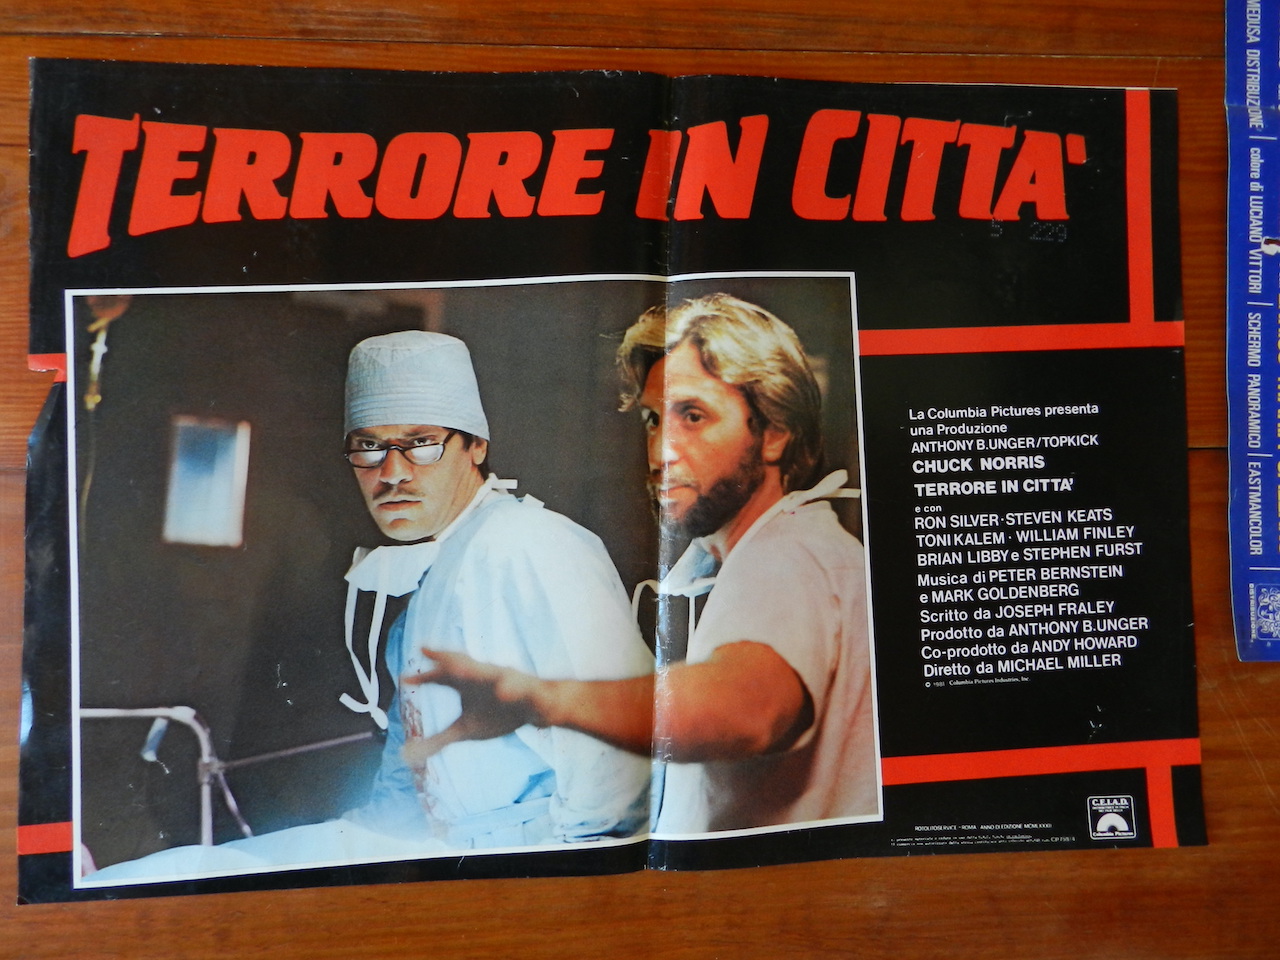 TERRORE IN CITTA'
5 229
La Columbia Pictures presenta
una Produzione
ANTHONY B.UNGER/TOPKICK
CHUCK NORRIS
TERRORE IN CITTA'
e con
RON SILVER·STEVEN KEATS
TONI KALEM·WILLIAM FINLEY
BRIAN LIBBY e STEPHEN FURST
Musica di PETER BERNSTEIN
e MARK GOLDENBERG
Scritto da JOSEPH FRALEY
Prodotto da ANTHONY B.UNGER
Co-prodotto da ANDY HOWARD
Diretto da MICHAEL MILLER
© 1981 Columbia Pictures Industries, Inc.
C.E.I.A.D.
Columbia Pictures
ROTOLITOSERVICE - ROMA ANNO DI EDIZIONE MCMLXXXII
MEDUSA DISTRIBUZIONE | colore di LUCIANO VITTORI | SCHERMO PANORAMICO | EASTMANCOLOR
DISTRIBUZIONE